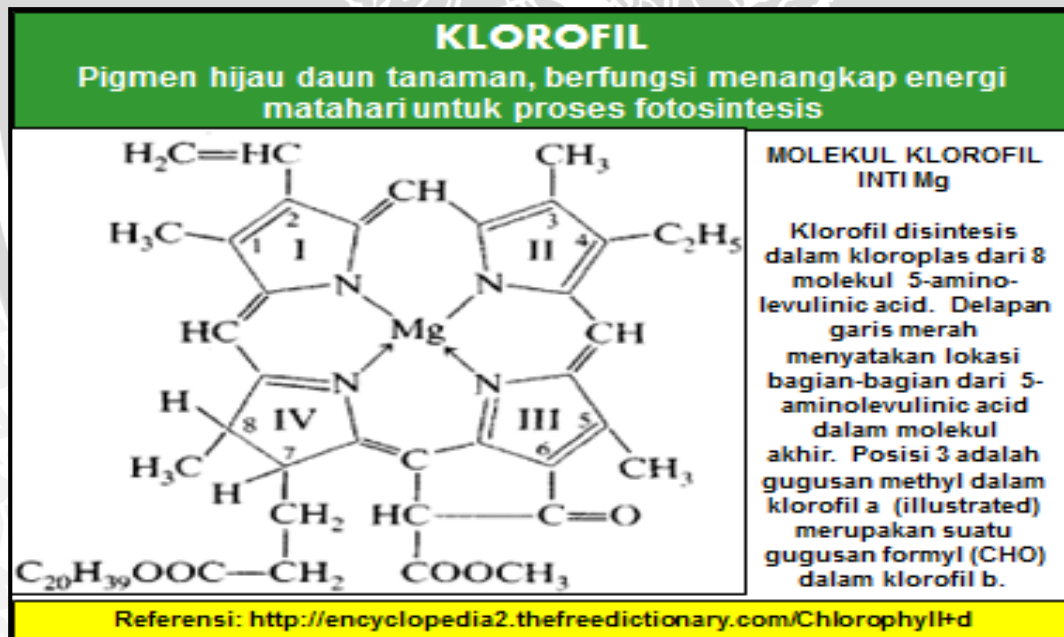 KLOROFIL
Pigmen hijau daun tanaman, berfungsi menangkap energi
matahari untuk proses fotosintesis
H₂C=HC
CH₃
CH
H₃C
1
2
I
3
4
II
C₂H₅
N
N
HC
Mg
CH
N
N
H
8
IV
7
III
5
6
H₃C
H
C
CH₃
CH₂
HC
C=O
C₂₀H₃₉OOC—CH₂
COOCH₃
MOLEKUL KLOROFIL
INTI Mg
Klorofil disintesis
dalam kloroplas dari 8
molekul 5-amino-
levulinic acid. Delapan
garis merah
menyatakan lokasi
bagian-bagian dari 5-
aminolevulinic acid
dalam molekul
akhir. Posisi 3 adalah
gugusan methyl dalam
klorofil a (illustrated)
merupakan suatu
gugusan formyl (CHO)
dalam klorofil b.
Referensi: http://encyclopedia2.thefreedictionary.com/Chlorophyll+d